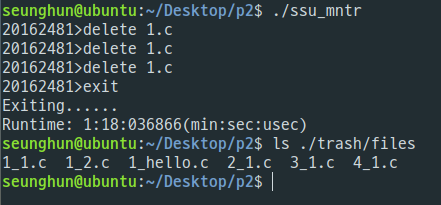 seunghun@ubuntu:~/Desktop/p2$ ./ssu_mntr
20162481>delete 1.c
20162481>delete 1.c
20162481>delete 1.c
20162481>exit
Exiting......
Runtime: 1:18:036866(min:sec:usec)
seunghun@ubuntu:~/Desktop/p2$ ls ./trash/files
1_1.c  1_2.c  1_hello.c  2_1.c  3_1.c  4_1.c
seunghun@ubuntu:~/Desktop/p2$